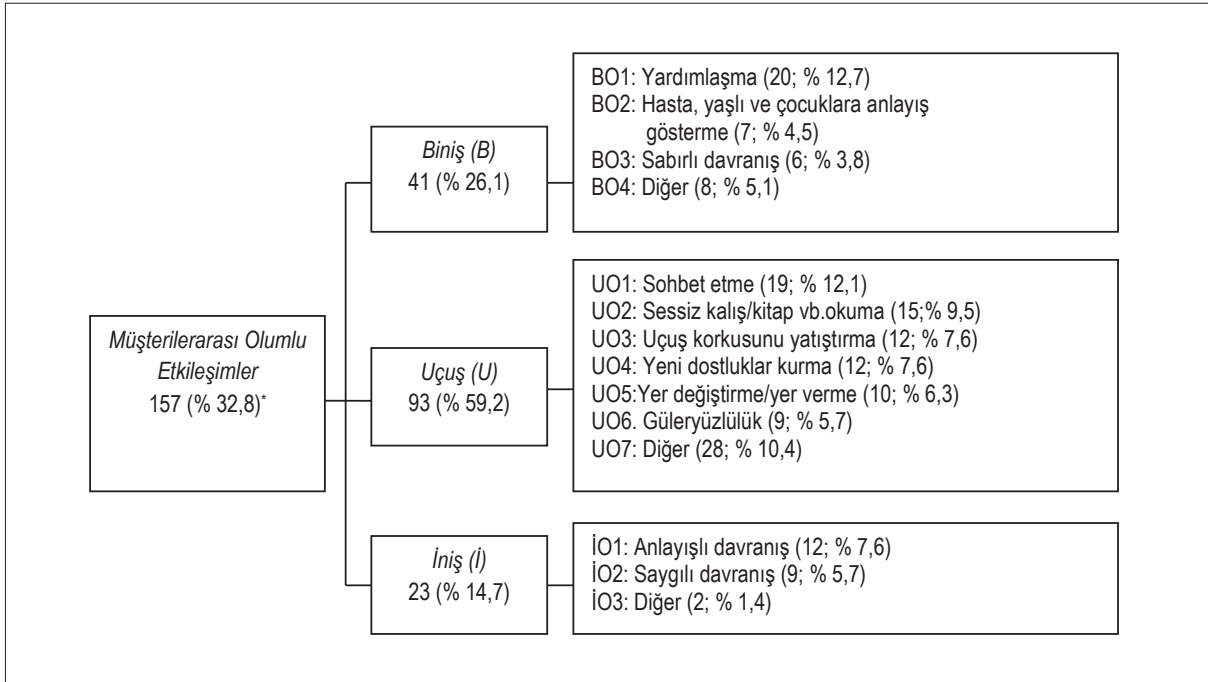 Müşterilerarası Olumlu
Etkileşimler
157 (% 32,8)*
Biniş (B)
41 (% 26,1)
BO1: Yardımlaşma (20; % 12,7)
BO2: Hasta, yaşlı ve çocuklara anlayış
gösterme (7; % 4,5)
BO3: Sabırlı davranış (6; % 3,8)
BO4: Diğer (8; % 5,1)
Uçuş (U)
93 (% 59,2)
UO1: Sohbet etme (19; % 12,1)
UO2: Sessiz kalış/kitap vb.okuma (15;% 9,5)
UO3: Uçuş korkusunu yatıştırma (12; % 7,6)
UO4: Yeni dostluklar kurma (12; % 7,6)
UO5:Yer değiştirme/yer verme (10; % 6,3)
UO6. Güleryüzlülük (9; % 5,7)
UO7: Diğer (28; % 10,4)
İniş (İ)
23 (% 14,7)
İO1: Anlayışlı davranış (12; % 7,6)
İO2: Saygılı davranış (9; % 5,7)
İO3: Diğer (2; % 1,4)